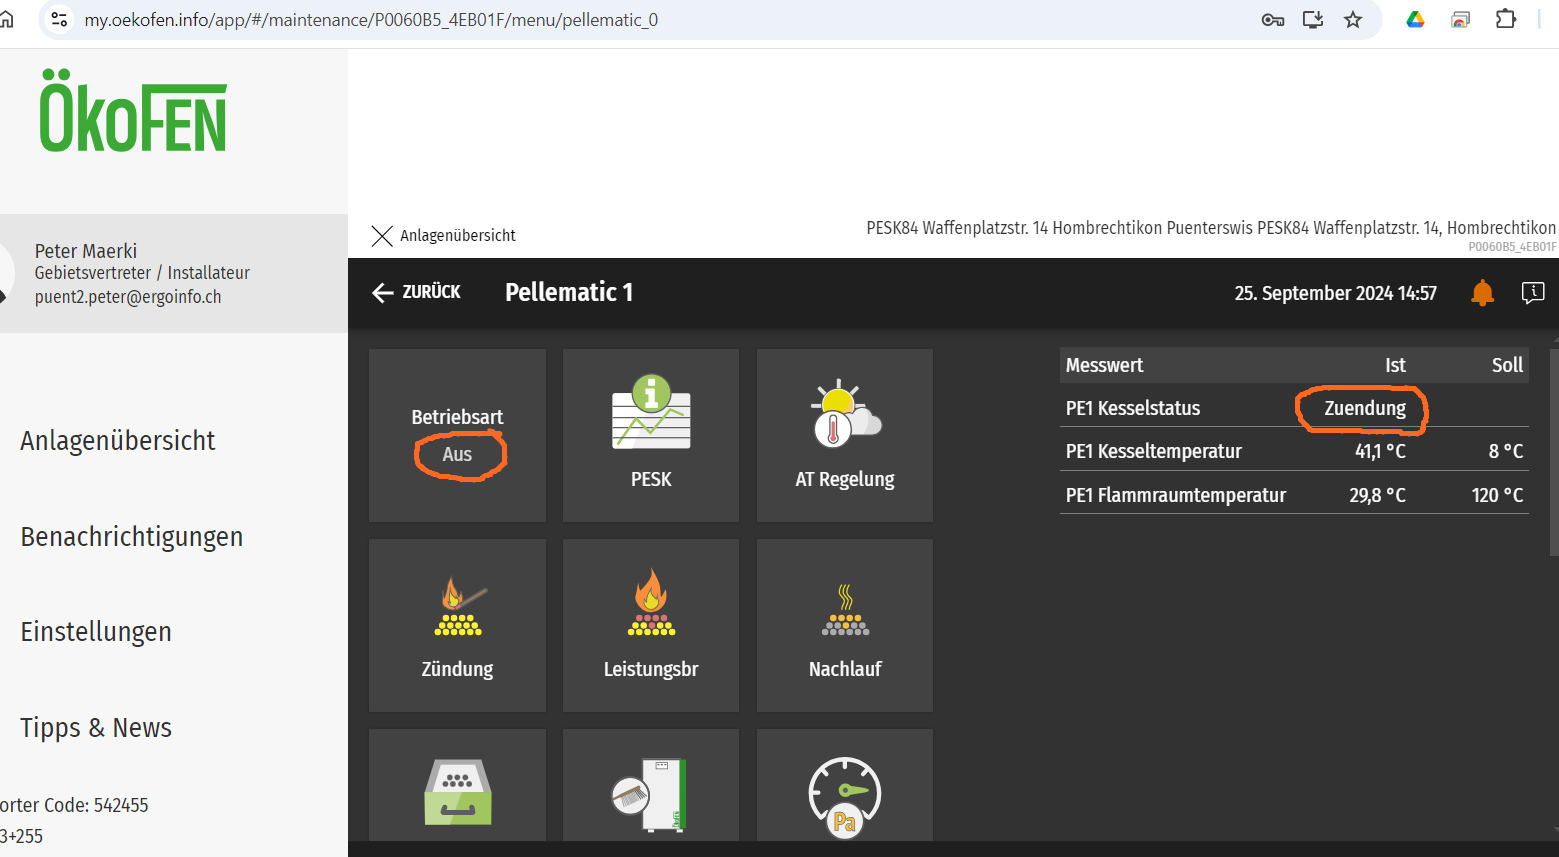 my.oekofen.info/app/#/maintenance/P0060B5_4EB01F/menu/pellematic_0
ÖkoFEN
Peter Maerki
Gebietsvertreter / Installateur
puent2.peter@ergoinfo.ch
Anlagenübersicht
Benachrichtigungen
Einstellungen
Tipps & News
orter Code: 542455
3+255
Anlagenübersicht
PESK84 Waffenplatzstr. 14 Hombrechtikon Puenterswis PESK84 Waffenplatzstr. 14, Hombrechtikon
P0060B5_4EB01F
ZURÜCK
Pellematic 1
25. September 2024 14:57
Betriebsart
Aus
PESK
AT Regelung
Zündung
Leistungsbr
Nachlauf
Pa
Messwert Ist Soll
PE1 Kesselstatus Zuendung
PE1 Kesseltemperatur 41,1 °C 8 °C
PE1 Flammraumtemperatur 29,8 °C 120 °C